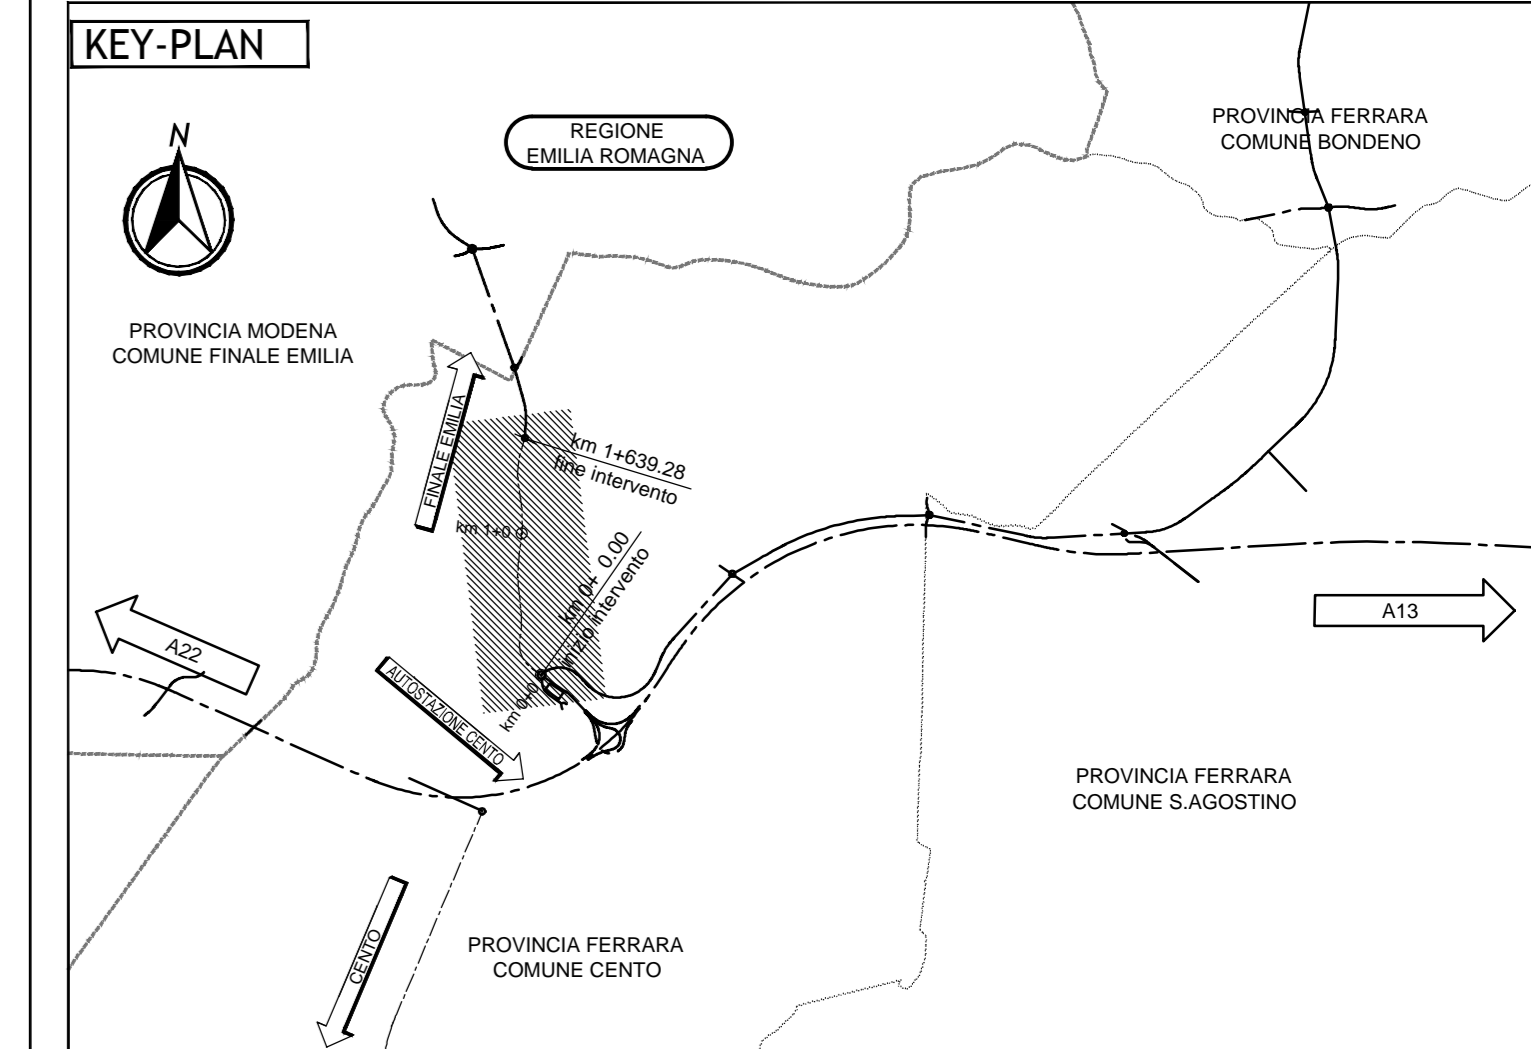 KEY-PLAN
N
REGIONE
EMILIA ROMAGNA
PROVINCIA FERRARA
COMUNE BONDENO
PROVINCIA MODENA
COMUNE FINALE EMILIA
FINALE EMILIA
km 1+639.28
fine intervento
km 1+0
km 0+ 0.00
inizio intervento
km 0+0
A22
AUTOSTAZIONE CENTO
A13
PROVINCIA FERRARA
COMUNE S.AGOSTINO
CENTO
PROVINCIA FERRARA
COMUNE CENTO